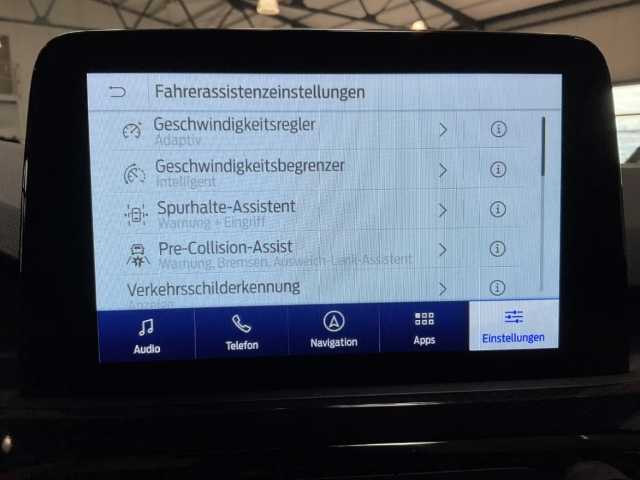 Fahrerassistenzeinstellungen
Geschwindigkeitsregler
Adaptiv
Geschwindigkeitsbegrenzer
Intelligent
Spurhalte-Assistent
Warnung + Eingriff
Pre-Collision-Assist
Warnung, Bremsen, Ausweich-Lenk-Assistent
Verkehrsschilderkennung
Anzeigen
Audio
Telefon
Navigation
Apps
Einstellungen